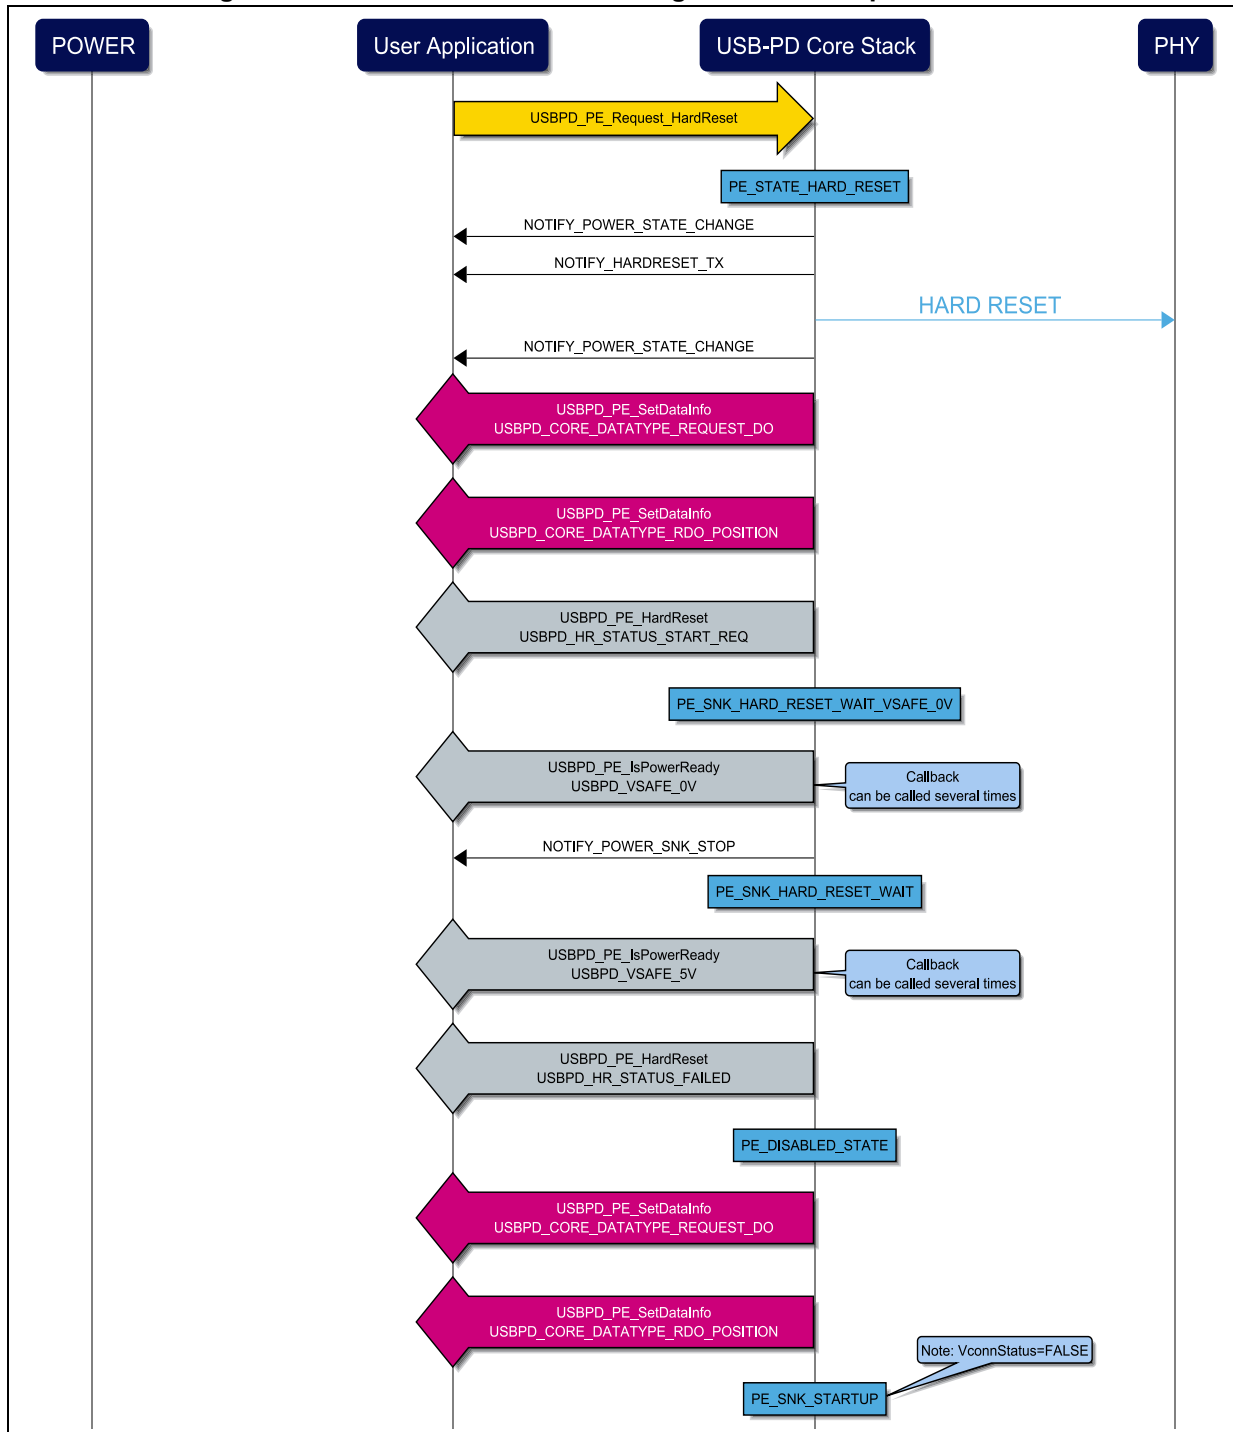 POWER
User Application
USB-PD Core Stack
PHY
USBPD_PE_Request_HardReset
PE_STATE_HARD_RESET
NOTIFY_POWER_STATE_CHANGE
NOTIFY_HARDRESET_TX
HARD RESET
NOTIFY_POWER_STATE_CHANGE
USBPD_PE_SetDataInfo
USBPD_CORE_DATATYPE_REQUEST_DO
USBPD_PE_SetDataInfo
USBPD_CORE_DATATYPE_RDO_POSITION
USBPD_PE_HardReset
USBPD_HR_STATUS_START_REQ
PE_SNK_HARD_RESET_WAIT_VSAFE_0V
USBPD_PE_IsPowerReady
USBPD_VSAFE_0V
Callback
can be called several times
NOTIFY_POWER_SNK_STOP
PE_SNK_HARD_RESET_WAIT
USBPD_PE_IsPowerReady
USBPD_VSAFE_5V
Callback
can be called several times
USBPD_PE_HardReset
USBPD_HR_STATUS_FAILED
PE_DISABLED_STATE
USBPD_PE_SetDataInfo
USBPD_CORE_DATATYPE_REQUEST_DO
USBPD_PE_SetDataInfo
USBPD_CORE_DATATYPE_RDO_POSITION
Note: VconnStatus=FALSE
PE_SNK_STARTUP